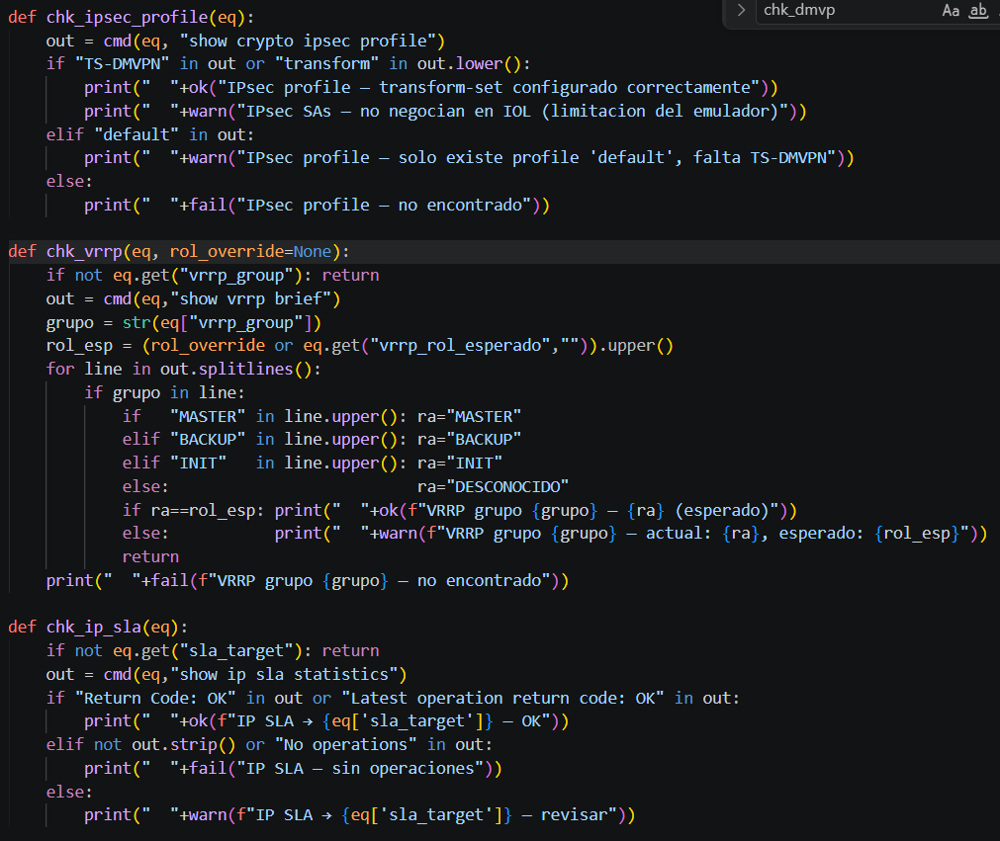 chk_dmvp
Aa
ab
def chk_ipsec_profile(eq):
    out = cmd(eq, "show crypto ipsec profile")
    if "TS-DMVPN" in out or "transform" in out.lower():
        print("  "+ok("IPsec profile — transform-set configurado correctamente"))
        print("  "+warn("IPsec SAs — no negocian en IOL (limitacion del emulador)"))
    elif "default" in out:
        print("  "+warn("IPsec profile — solo existe profile 'default', falta TS-DMVPN"))
    else:
        print("  "+fail("IPsec profile — no encontrado"))
def chk_vrrp(eq, rol_override=None):
    if not eq.get("vrrp_group"): return
    out = cmd(eq,"show vrrp brief")
    grupo = str(eq["vrrp_group"])
    rol_esp = (rol_override or eq.get("vrrp_rol_esperado","")).upper()
    for line in out.splitlines():
        if grupo in line:
            if   "MASTER" in line.upper(): ra="MASTER"
            elif "BACKUP" in line.upper(): ra="BACKUP"
            elif "INIT"   in line.upper(): ra="INIT"
            else:                          ra="DESCONOCIDO"
            if ra==rol_esp: print("  "+ok(f"VRRP grupo {grupo} — {ra} (esperado)"))
            else:           print("  "+warn(f"VRRP grupo {grupo} — actual: {ra}, esperado: {rol_esp}"))
            return
    print("  "+fail(f"VRRP grupo {grupo} — no encontrado"))
def chk_ip_sla(eq):
    if not eq.get("sla_target"): return
    out = cmd(eq,"show ip sla statistics")
    if "Return Code: OK" in out or "Latest operation return code: OK" in out:
        print("  "+ok(f"IP SLA → {eq['sla_target']} — OK"))
    elif not out.strip() or "No operations" in out:
        print("  "+fail("IP SLA — sin operaciones"))
    else:
        print("  "+warn(f"IP SLA → {eq['sla_target']} — revisar"))